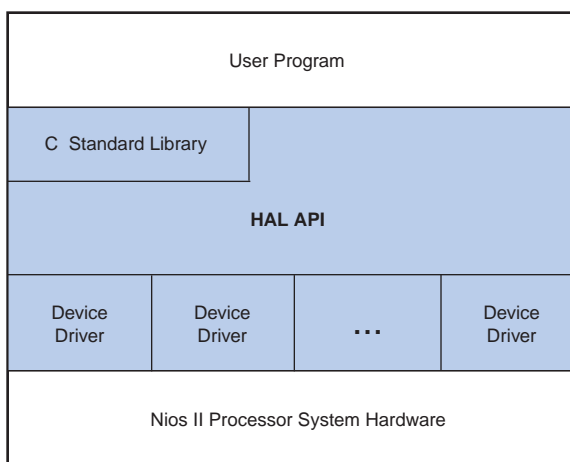 User Program
C Standard Library
HAL API
Device
Driver
Device
Driver
...
Device
Driver
Nios II Processor System Hardware